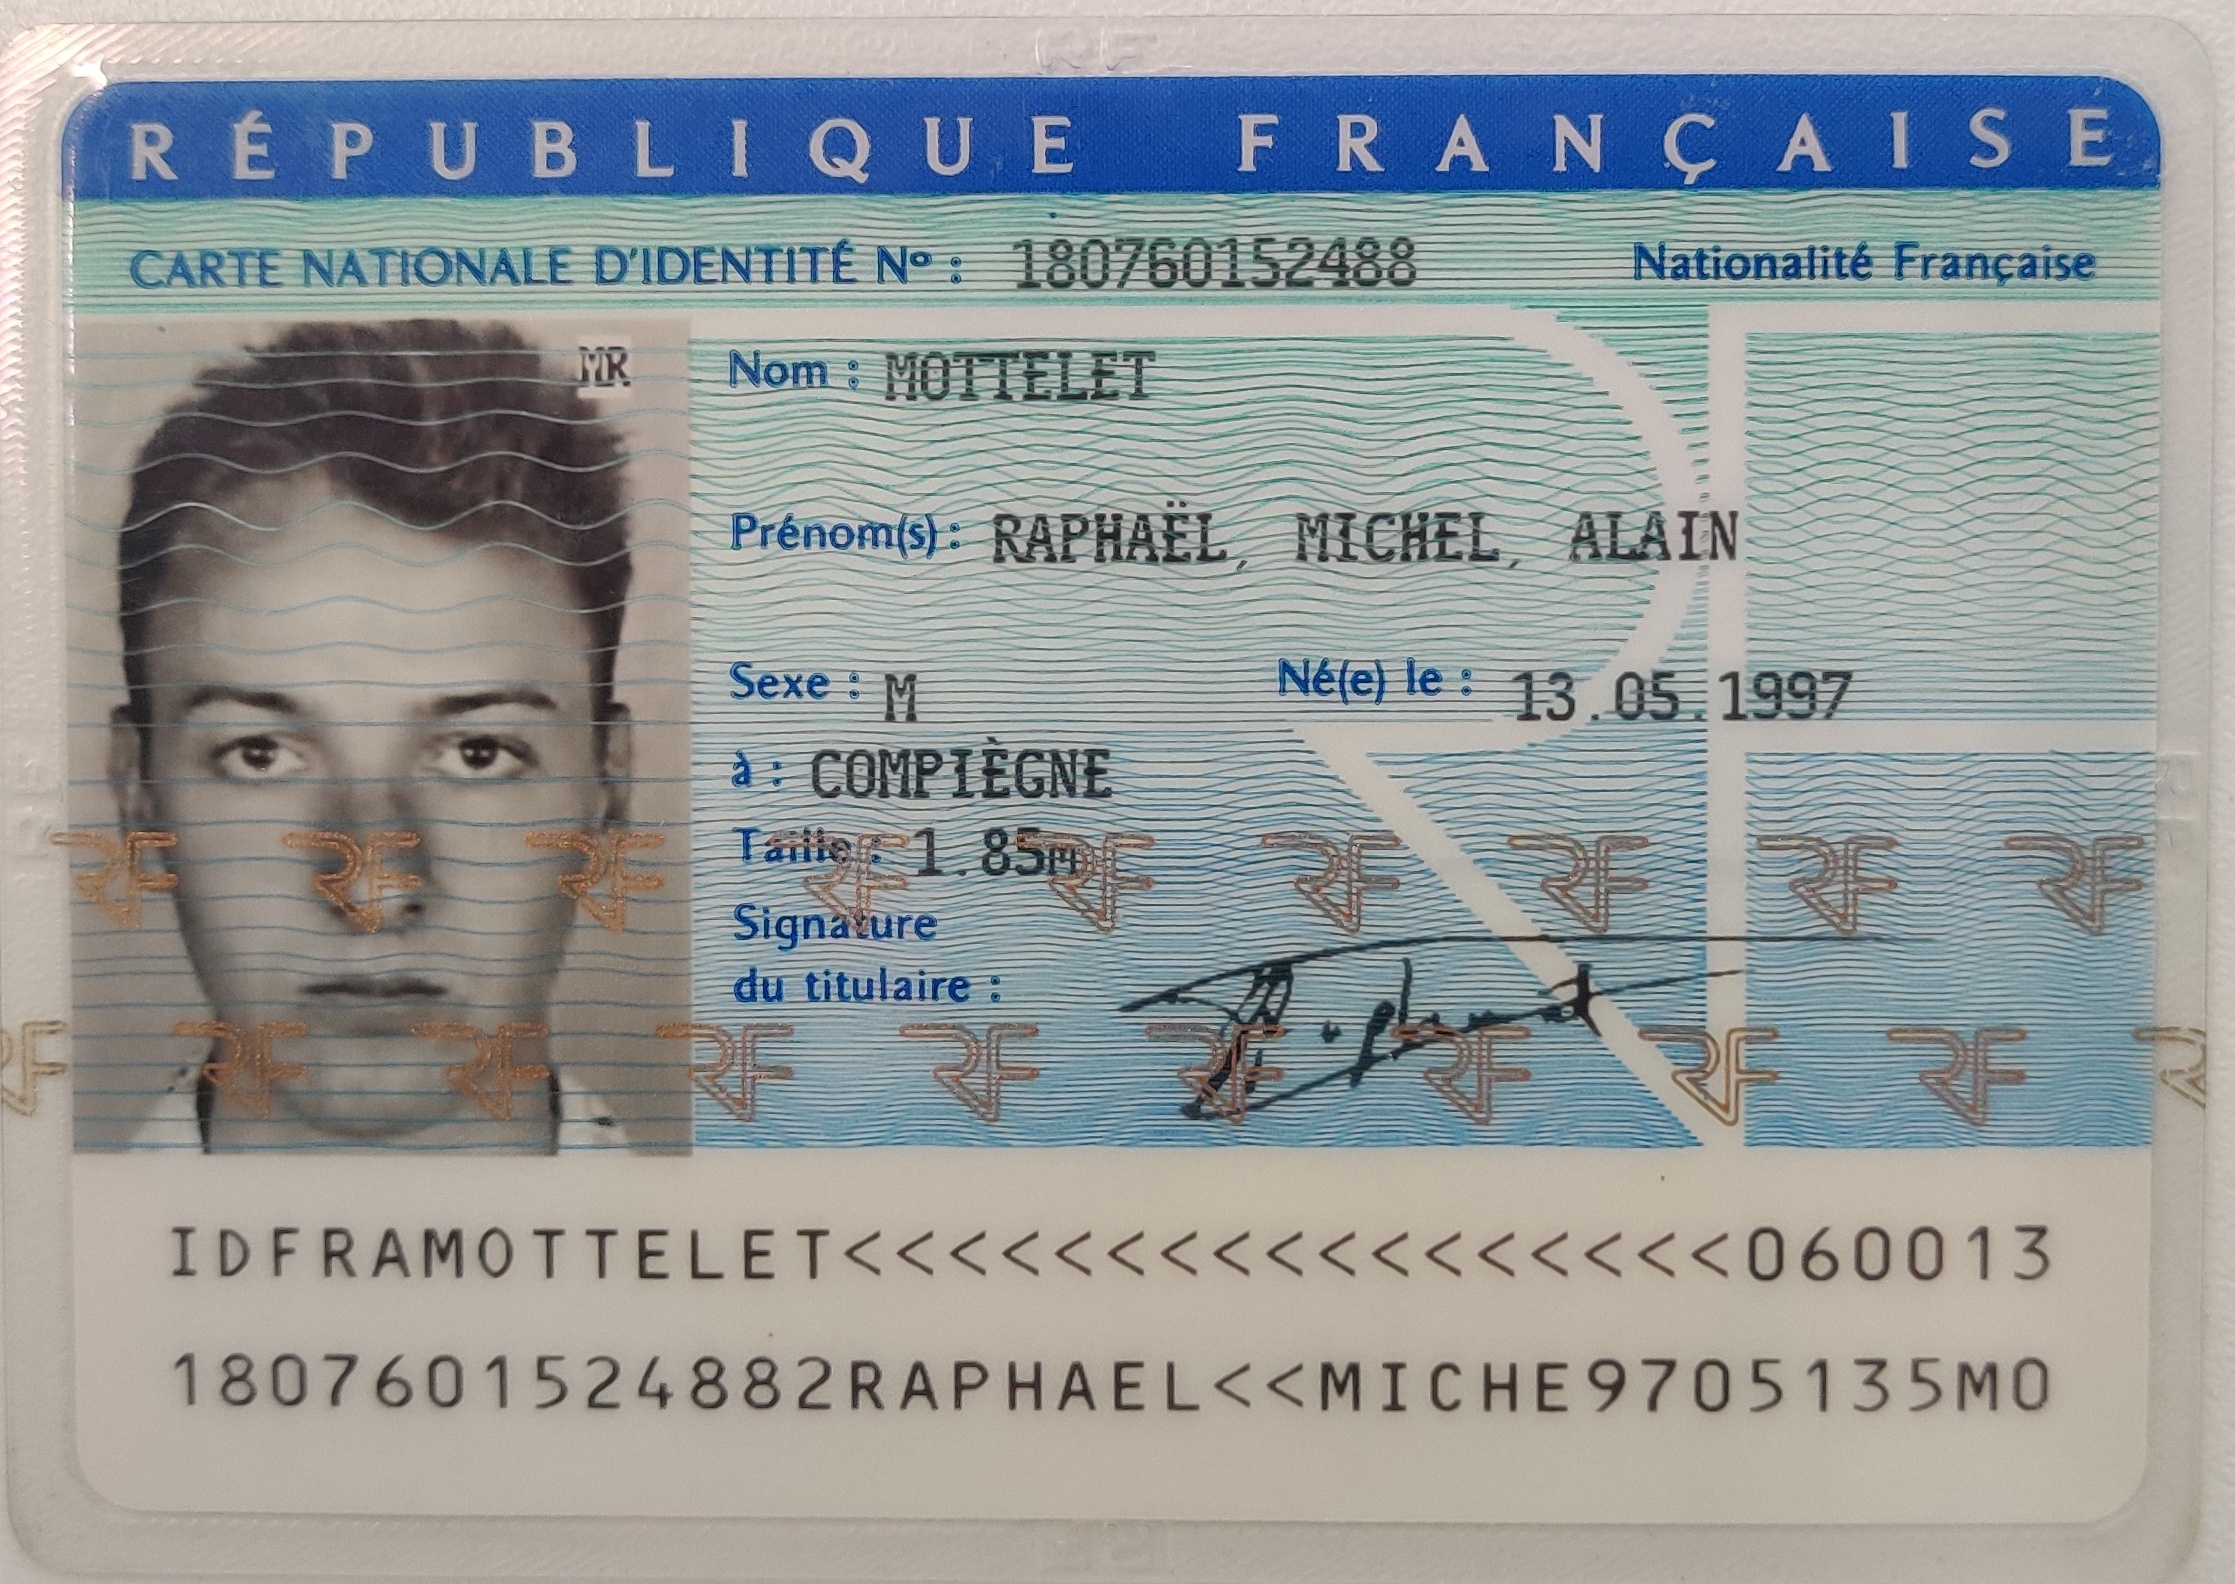 RÉPUBLIQUE FRANÇAISE
CARTE NATIONALE D'IDENTITÉ Nº : 180760152488 Nationalité Française
MR
Nom : MOTTELET
Prénom(s) : RAPHAËL, MICHEL, ALAIN
Sexe : M Né(e) le : 13.05.1997
à : COMPIÈGNE
Taille : 1.85m
Signature
du titulaire :
RF RF RF RF RF RF RF RF RF
RF RF RF RF RF RF RF RF RF
IDFRAMOTTELET<<<<<<<<<<<<<<<<<060013
1807601524882RAPHAEL<<MICHE9705135M0